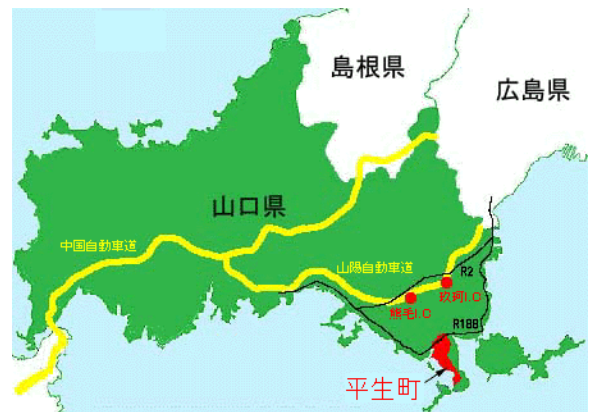 島根県
広島県
山口県
中国自動車道
山陽自動車道
R2
玖珂I.C
熊毛I.C
R188
平生町